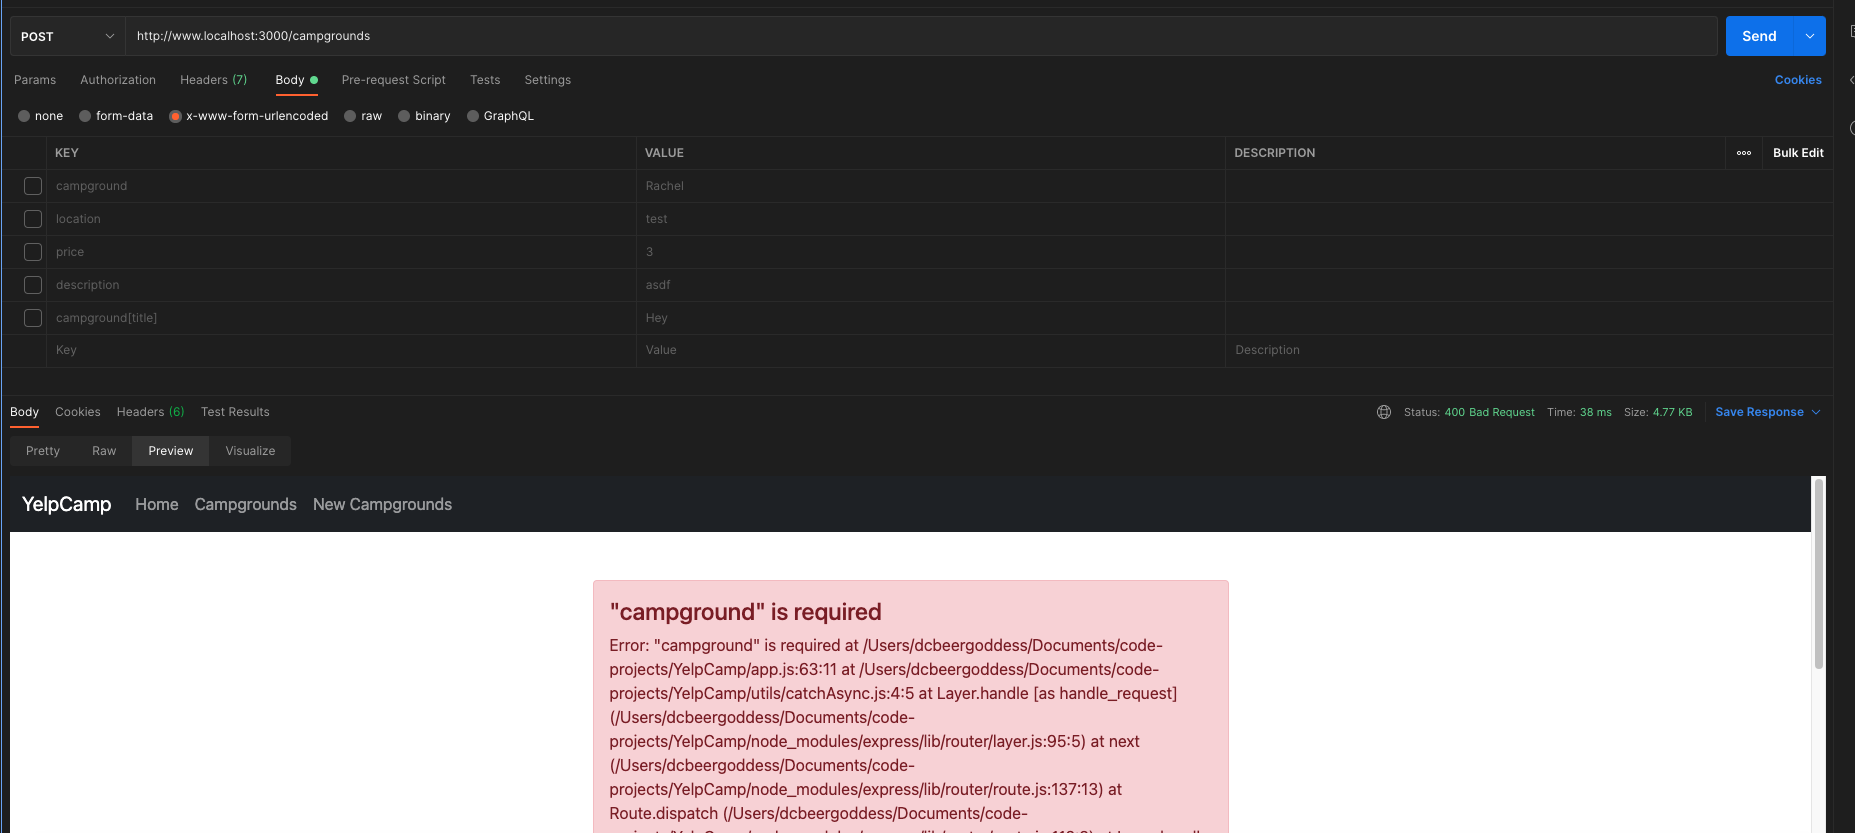 POST
http://www.localhost:3000/campgrounds
Send
Params Authorization Headers (7) Body Pre-request Script Tests Settings Cookies
none form-data x-www-form-urlencoded raw binary GraphQL
KEY VALUE DESCRIPTION ooo Bulk Edit
campground Rachel
location test
price 3
description asdf
campground[title] Hey
Key Value Description
Body Cookies Headers (6) Test Results Status: 400 Bad Request Time: 38 ms Size: 4.77 KB Save Response
Pretty Raw Preview Visualize
YelpCamp Home Campgrounds New Campgrounds
"campground" is required
Error: "campground" is required at /Users/dcbeergoddess/Documents/code-
projects/YelpCamp/app.js:63:11 at /Users/dcbeergoddess/Documents/code-
projects/YelpCamp/utils/catchAsync.js:4:5 at Layer.handle [as handle_request]
(/Users/dcbeergoddess/Documents/code-
projects/YelpCamp/node_modules/express/lib/router/layer.js:95:5) at next
(/Users/dcbeergoddess/Documents/code-
projects/YelpCamp/node_modules/express/lib/router/route.js:137:13) at
Route.dispatch (/Users/dcbeergoddess/Documents/code-